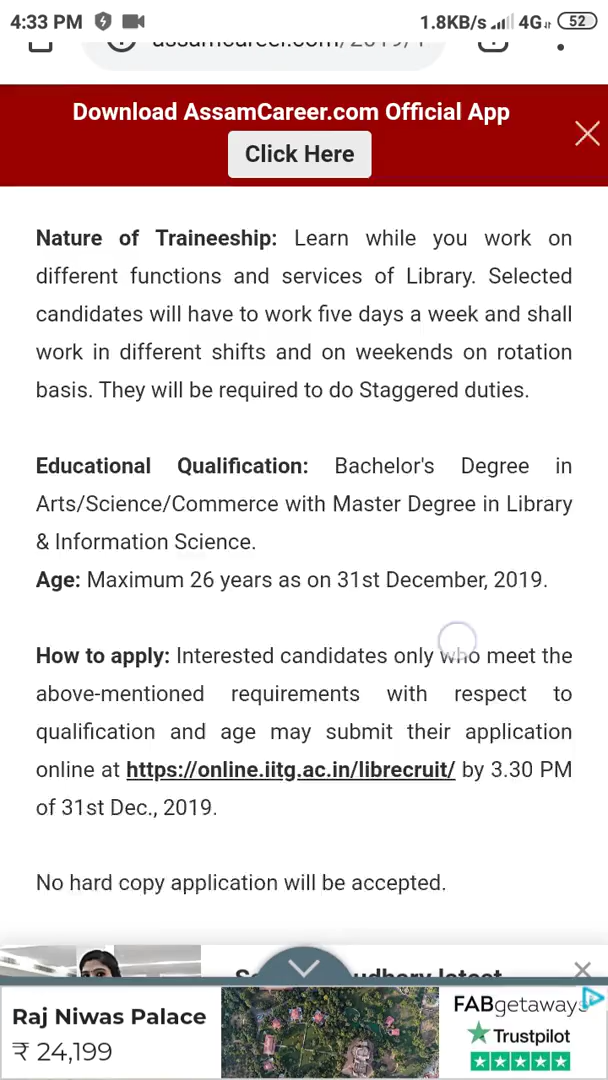 4:33 PM 1.8KB/s 4G 52
assamcareer.com/2019/1
Download AssamCareer.com Official App
Click Here
Nature of Traineeship: Learn while you work on
different functions and services of Library. Selected
candidates will have to work five days a week and shall
work in different shifts and on weekends on rotation
basis. They will be required to do Staggered duties.
Educational Qualification: Bachelor's Degree in
Arts/Science/Commerce with Master Degree in Library
& Information Science.
Age: Maximum 26 years as on 31st December, 2019.
How to apply: Interested candidates only who meet the
above-mentioned requirements with respect to
qualification and age may submit their application
online at https://online.iitg.ac.in/librecruit/ by 3.30 PM
of 31st Dec., 2019.
No hard copy application will be accepted.
latest
Raj Niwas Palace
₹ 24,199
FABgetaways
Trustpilot